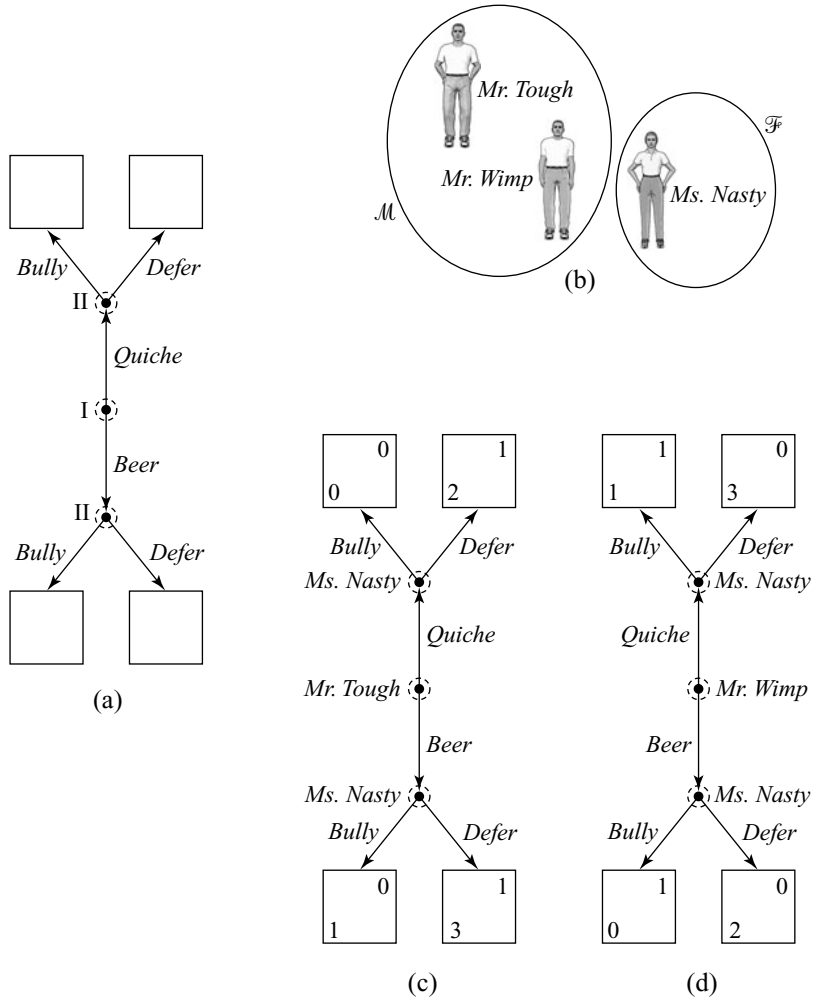 Bully
Defer
II
Quiche
I
Beer
II
Bully
Defer
(a)
Mr. Tough
Mr. Wimp
ℳ
ℱ
Ms. Nasty
(b)
0
0
1
2
Bully
Defer
Ms. Nasty
Quiche
Mr. Tough
Beer
Ms. Nasty
Bully
Defer
0
1
1
3
(c)
1
1
0
3
Bully
Defer
Ms. Nasty
Quiche
Mr. Wimp
Beer
Ms. Nasty
Bully
Defer
1
0
0
2
(d)